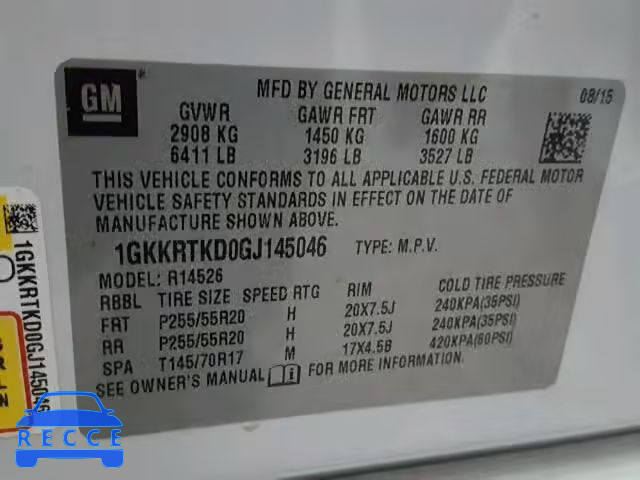 GM
MFD BY GENERAL MOTORS LLC 08/15
GVWR GAWR FRT GAWR RR
2908 KG 1450 KG 1600 KG
6411 LB 3196 LB 3527 LB
THIS VEHICLE CONFORMS TO ALL APPLICABLE U.S. FEDERAL MOTOR
VEHICLE SAFETY STANDARDS IN EFFECT ON THE DATE OF
MANUFACTURE SHOWN ABOVE.
1GKKRTKD0GJ145046 TYPE: M.P.V.
MODEL: R14526
RBBL TIRE SIZE SPEED RTG RIM COLD TIRE PRESSURE
FRT P255/55R20 H 20X7.5J 240KPA(35PSI)
RR P255/55R20 H 20X7.5J 240KPA(35PSI)
SPA T145/70R17 M 17X4.5B 420KPA(60PSI)
SEE OWNER'S MANUAL
1GKKRTKD0GJ145046
RECCE